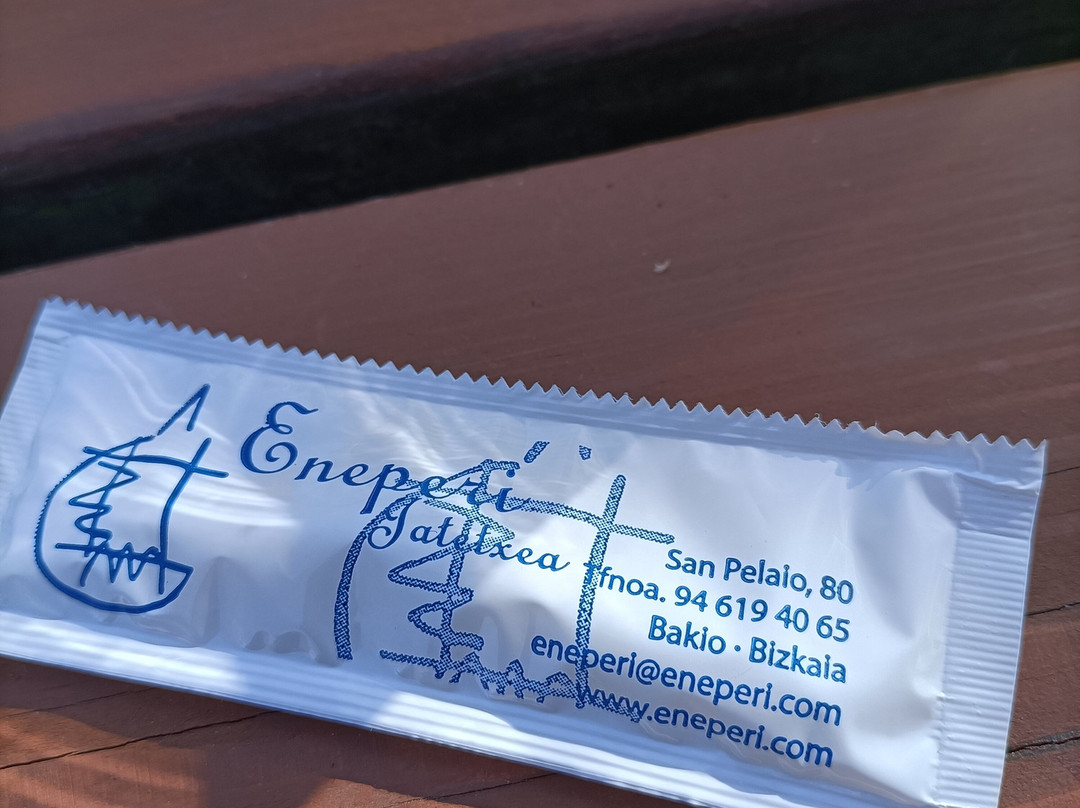 Eneperi
Jatetxea
San Pelaio, 80
tfnoa. 94 619 40 65
Bakio · Bizkaia
eneperi@eneperi.com
www.eneperi.com